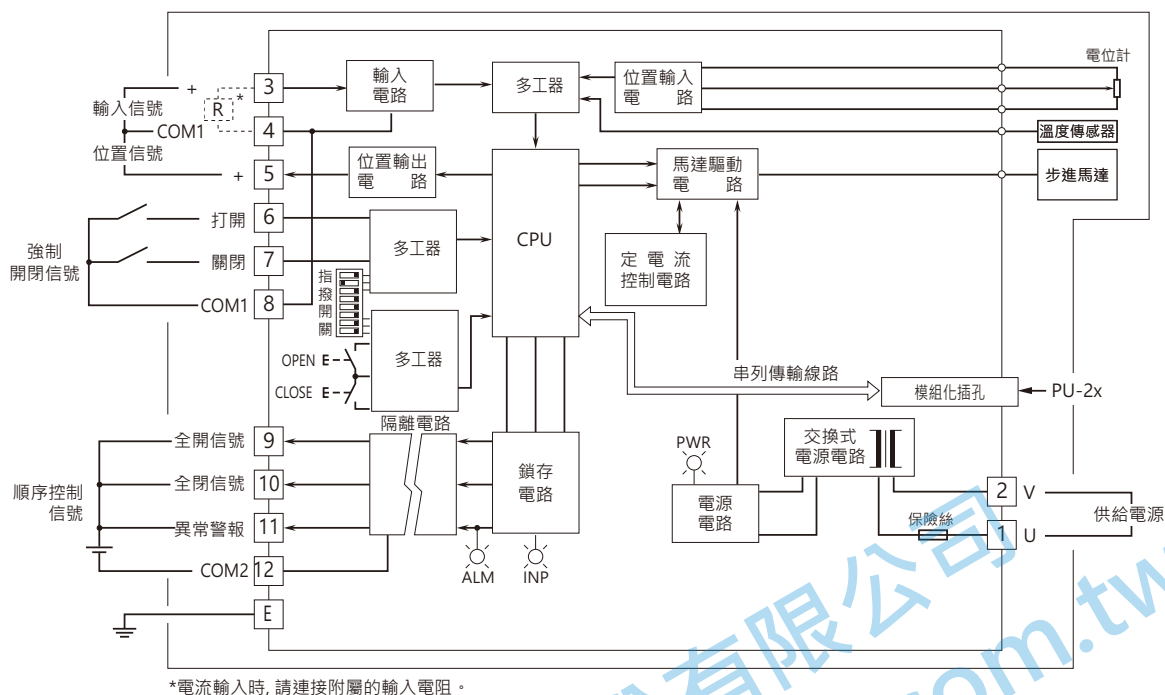 電位計
輸入
電路
多工器
位置輸入
電 路
+
3
*
R
輸入信號
COM1
4
位置信號
溫度傳感器
+
5
位置輸出
電 路
CPU
馬達驅動
電 路
步進馬達
打開
6
多工器
強制
開閉信號
關閉
7
定 電 流
控制電路
COM1
8
指
撥
開
關
多工器
OPEN E
CLOSE E
串列傳輸線路
模組化插孔
PU-2x
隔離電路
全開信號
9
鎖存
電路
PWR
交換式
電源電路
順序控制
信號
全閉信號
10
電源
電路
2
V
供給電源
異常警報
11
保險絲
1
U
COM2
12
ALM
INP
E
*電流輸入時, 請連接附屬的輸入電阻。
有限公司
om.tw